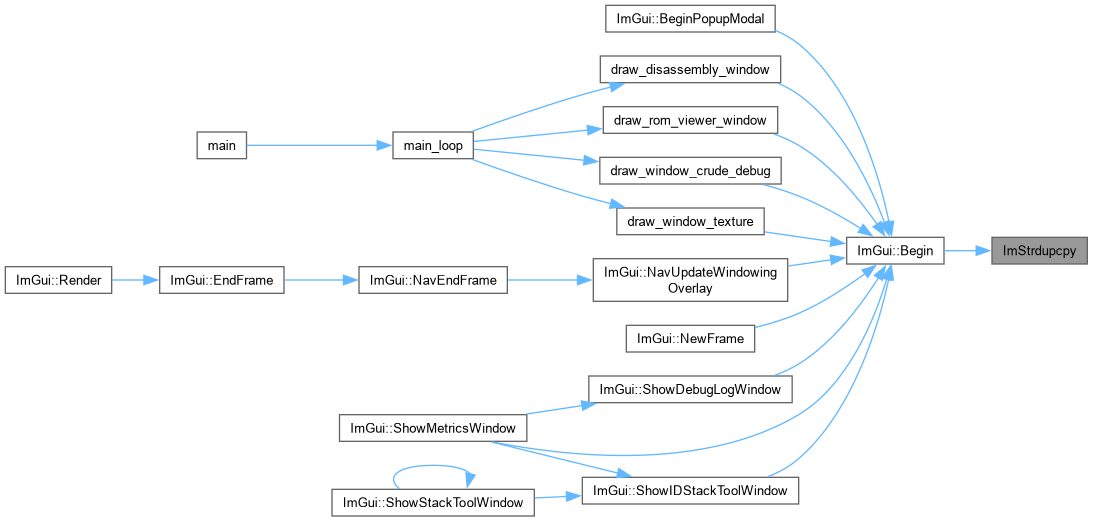 ImGui::BeginPopupModal
draw_disassembly_window
draw_rom_viewer_window
main
main_loop
draw_window_crude_debug
draw_window_texture
ImGui::Begin
ImStrdupcpy
ImGui::Render
ImGui::EndFrame
ImGui::NavEndFrame
ImGui::NavUpdateWindowing
Overlay
ImGui::NewFrame
ImGui::ShowDebugLogWindow
ImGui::ShowMetricsWindow
ImGui::ShowIDStackToolWindow
ImGui::ShowStackToolWindow